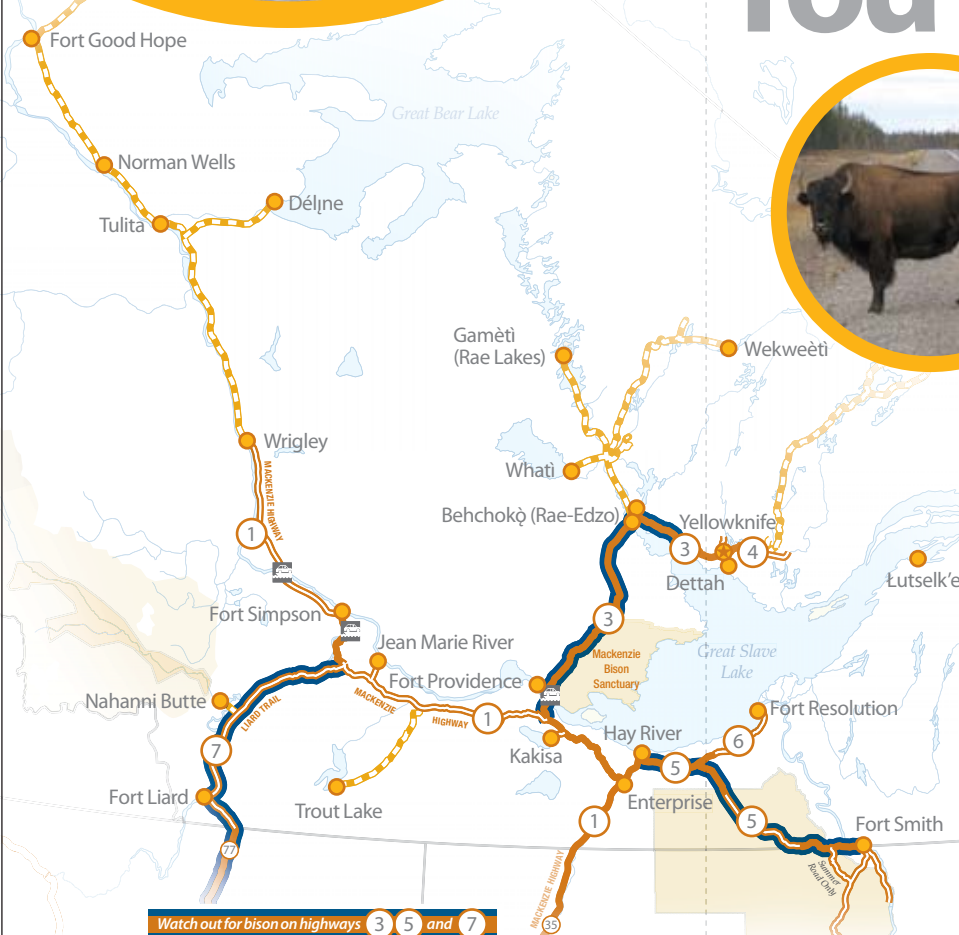 You
Fort Good Hope
Great Bear Lake
Norman Wells
Délı̨ne
Tulita
Gamètì
(Rae Lakes)
Wekweètì
Wrigley
MACKENZIE HIGHWAY
Whatì
1
Behchokǫ̀ (Rae-Edzo)
Yellowknife
3
4
Dettah
Łutselk'e
Fort Simpson
3
Jean Marie River
Mackenzie
Bison
Sanctuary
Great Slave
Lake
Fort Providence
Nahanni Butte
LIARD TRAIL
MACKENZIE
HIGHWAY
1
Fort Resolution
Hay River
6
7
Kakisa
5
Fort Liard
Trout Lake
Enterprise
1
5
Fort Smith
77
Summer
Road Only
MACKENZIE HIGHWAY
35
Watch out for bison on highways 3 5 and 7